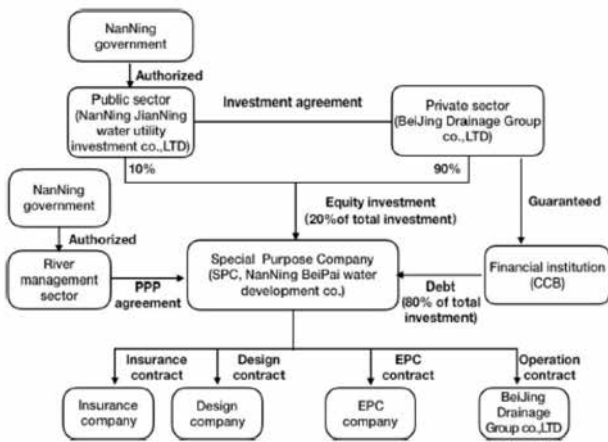 NanNing
government
Authorized
Public sector
(NanNing JianNing
water utility
investment co.,LTD)
Investment agreement
Private sector
(BeiJing Drainage Group
co.,LTD)
10%
90%
NanNing
government
Equity investment
(20%of total investment)
Guaranteed
Authorized
River
management
sector
PPP
agreement
Special Purpose Company
(SPC, NanNing BeiPai water
development co.)
Debt
(80% of total
investment)
Financial institution
(CCB)
Insurance
contract
Design
contract
EPC
contract
Operation
contract
Insurance
company
Design
company
EPC
company
BeiJing
Drainage
Group co.,LTD